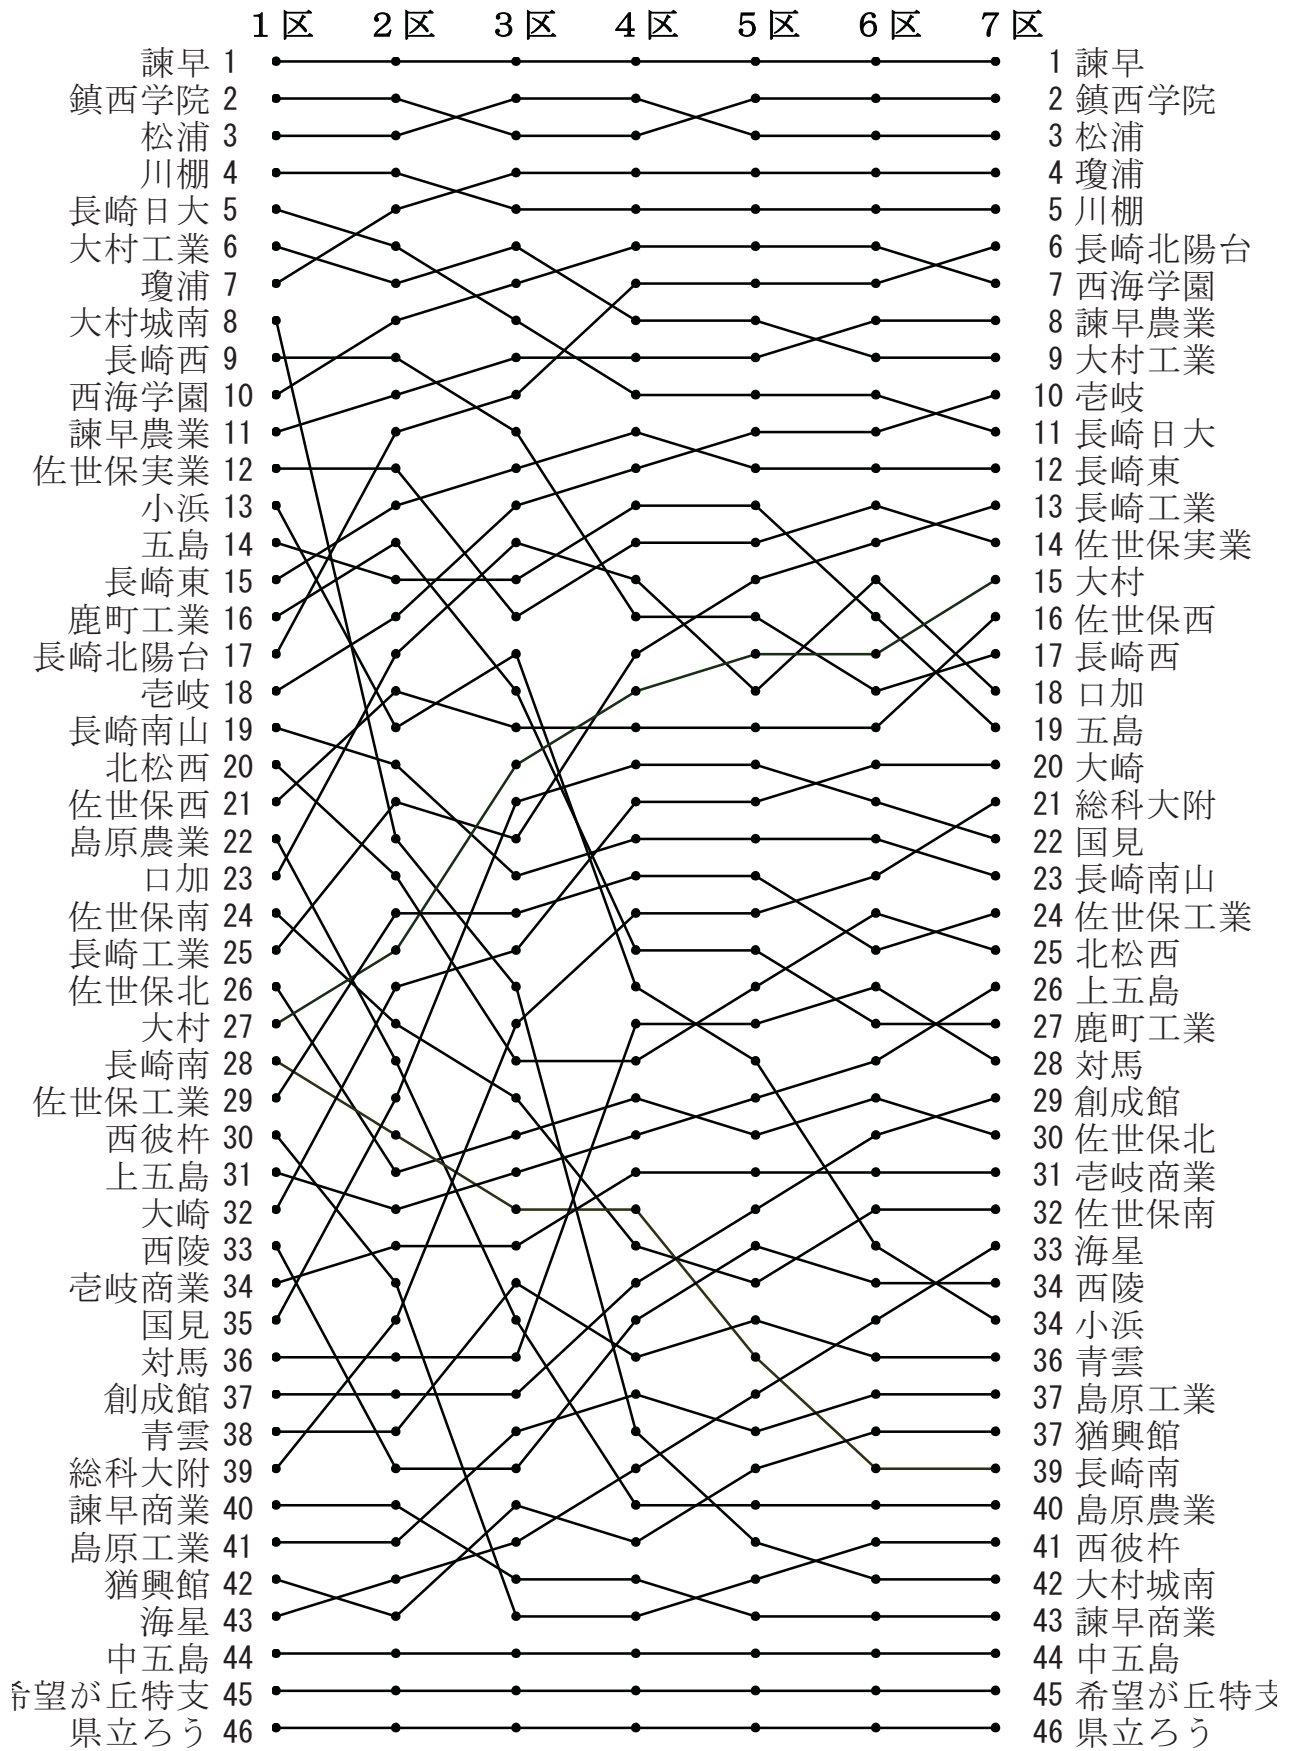 １区 ２区 ３区 ４区 ５区 ６区 ７区
諫早 1 1 諫早
鎮西学院 2 2 鎮西学院
松浦 3 3 松浦
川棚 4 4 瓊浦
長崎日大 5 5 川棚
大村工業 6 6 長崎北陽台
瓊浦 7 7 西海学園
大村城南 8 8 諫早農業
長崎西 9 9 大村工業
西海学園 10 10 壱岐
諫早農業 11 11 長崎日大
佐世保実業 12 12 長崎東
小浜 13 13 長崎工業
五島 14 14 佐世保実業
長崎東 15 15 大村
鹿町工業 16 16 佐世保西
長崎北陽台 17 17 長崎西
壱岐 18 18 口加
長崎南山 19 19 五島
北松西 20 20 大崎
佐世保西 21 21 総科大附
島原農業 22 22 国見
口加 23 23 長崎南山
佐世保南 24 24 佐世保工業
長崎工業 25 25 北松西
佐世保北 26 26 上五島
大村 27 27 鹿町工業
長崎南 28 28 対馬
佐世保工業 29 29 創成館
西彼杵 30 30 佐世保北
上五島 31 31 壱岐商業
大崎 32 32 佐世保南
西陵 33 33 海星
壱岐商業 34 34 西陵
国見 35 34 小浜
対馬 36 36 青雲
創成館 37 37 島原工業
青雲 38 37 猶興館
総科大附 39 39 長崎南
諫早商業 40 40 島原農業
島原工業 41 41 西彼杵
猶興館 42 42 大村城南
海星 43 43 諫早商業
中五島 44 44 中五島
希望が丘特支 45 45 希望が丘特支
県立ろう 46 46 県立ろう